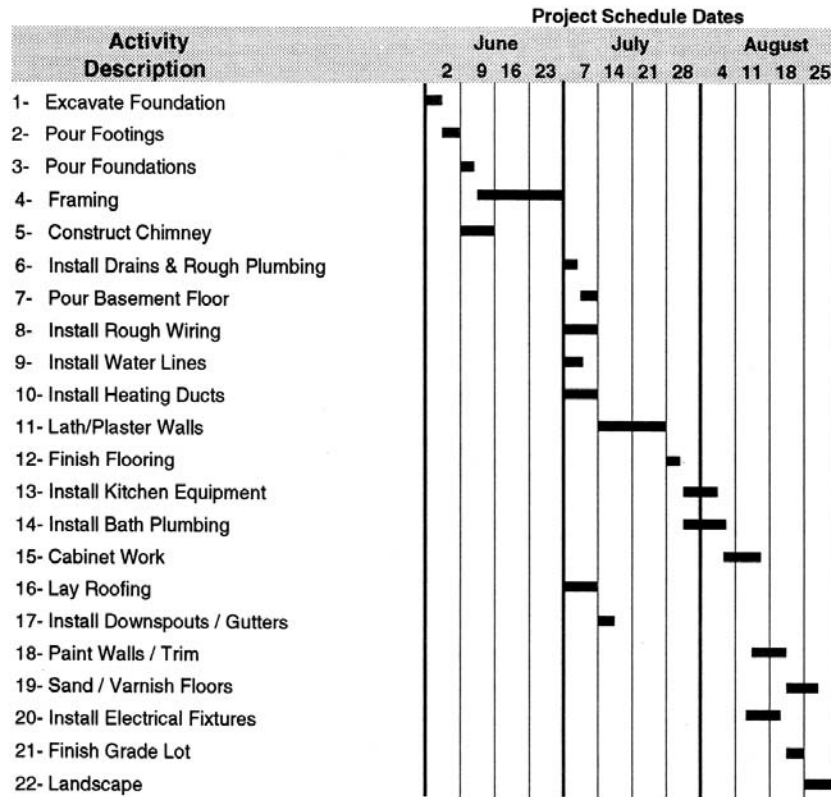 Project Schedule Dates
Activity Description June July August
2 9 16 23 7 14 21 28 4 11 18 25
1- Excavate Foundation
2- Pour Footings
3- Pour Foundations
4- Framing
5- Construct Chimney
6- Install Drains & Rough Plumbing
7- Pour Basement Floor
8- Install Rough Wiring
9- Install Water Lines
10- Install Heating Ducts
11- Lath/Plaster Walls
12- Finish Flooring
13- Install Kitchen Equipment
14- Install Bath Plumbing
15- Cabinet Work
16- Lay Roofing
17- Install Downspouts / Gutters
18- Paint Walls / Trim
19- Sand / Varnish Floors
20- Install Electrical Fixtures
21- Finish Grade Lot
22- Landscape